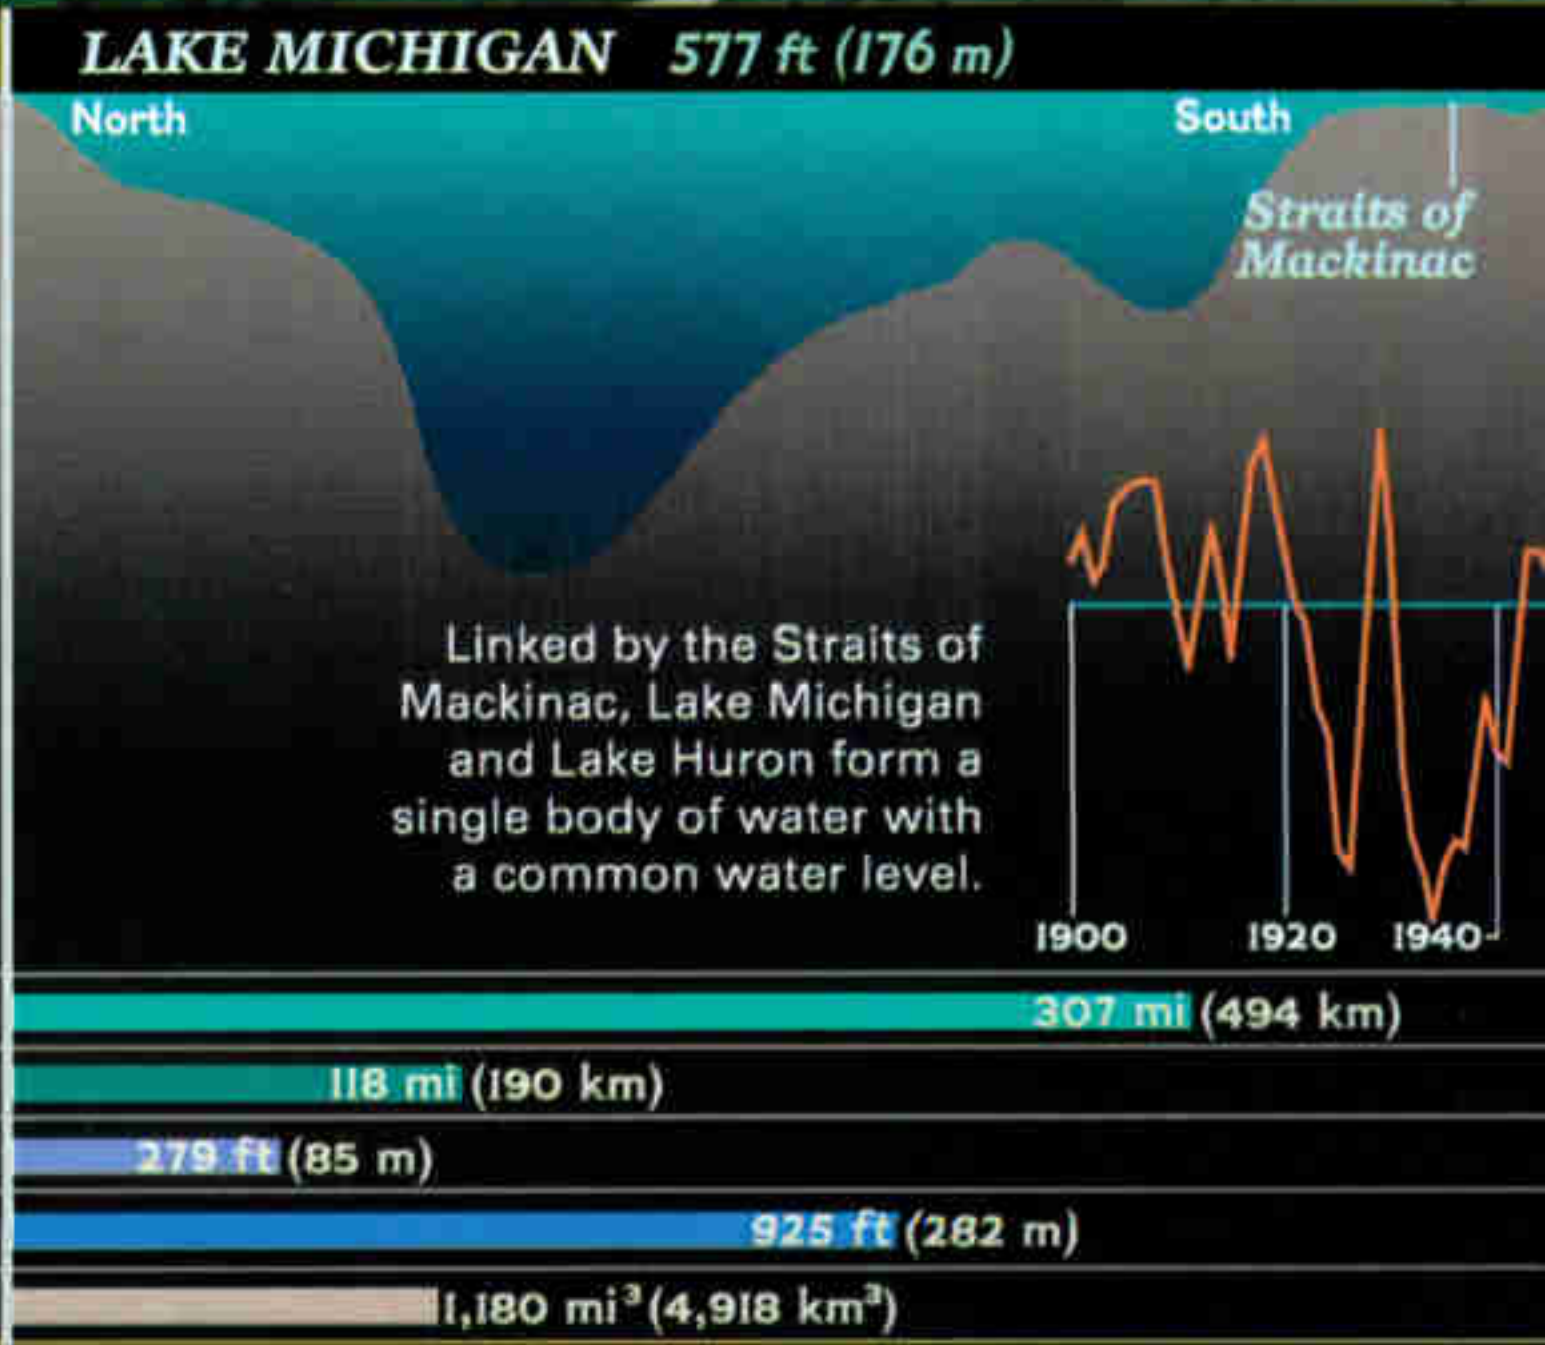 LAKE MICHIGAN 577 ft (176 m)
North
South
Straits of
Mackinac
Linked by the Straits of
Mackinac, Lake Michigan
and Lake Huron form a
single body of water with
a common water level.
1900 1920 1940
307 mi (494 km)
118 mi (190 km)
279 ft (85 m)
925 ft (282 m)
1,180 mi³ (4,918 km³)